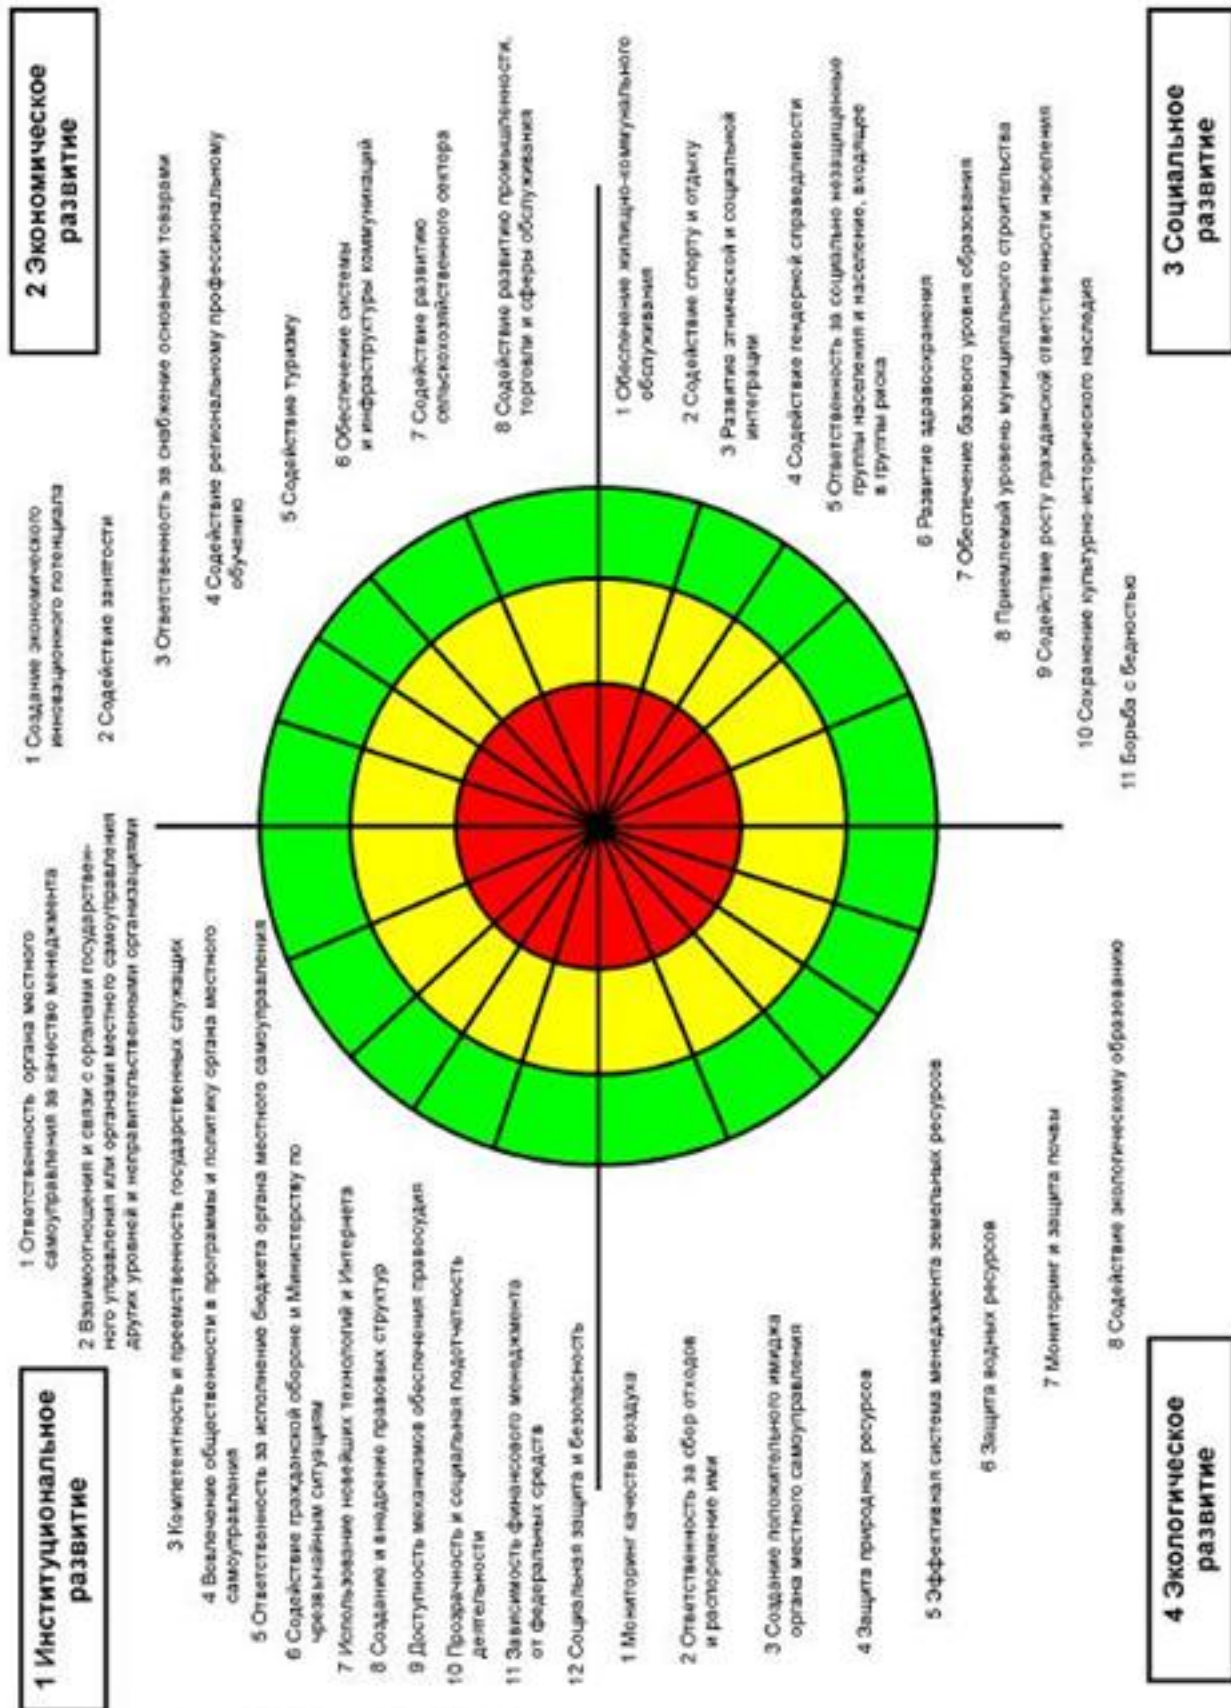 1 Институциональное
развитие
1 Ответственность органа местного
самоуправления за качество менеджмента
2 Взаимоотношения и связи с органами государствен-
ного управления или органами местного самоуправления
других уровней и неправительственными организациями
3 Компетентность и преемственность государственных служащих
4 Вовлечение общественности в программы и политику органа местного
самоуправления
5 Ответственность за исполнение бюджета органа местного самоуправления
6 Содействие гражданской обороне и Министерству по
чрезвычайным ситуациям
7 Использование новейших технологий и Интернета
8 Создание и внедрение правовых структур
9 Доступность механизмов обеспечения правосудия
10 Прозрачность и социальная подотчетность
деятельности
11 Зависимость финансового менеджмента
от федеральных средств
12 Социальная защита и безопасность
2 Экономическое
развитие
1 Создание экономического
инновационного потенциала
2 Содействие занятости
3 Ответственность за снабжение основными товарами
4 Содействие региональному профессиональному
обучению
5 Содействие туризму
6 Обеспечение системы
и инфраструктуры коммуникаций
7 Содействие развитию
сельскохозяйственного сектора
8 Содействие развитию промышленности,
торговли и сферы обслуживания
1 Обеспечение жилищно-коммунального
обслуживания
2 Содействие спорту и отдыху
3 Развитие этнической и социальной
интеграции
4 Содействие гендерной справедливости
5 Ответственность за социально незащищенные
группы населения и население, входящее
в группы риска
6 Развитие здравоохранения
7 Обеспечение базового уровня образования
8 Приемлемый уровень муниципального строительства
9 Содействие росту гражданской ответственности населения
10 Сохранение культурно-исторического наследия
11 Борьба с бедностью
3 Социальное
развитие
1 Мониторинг качества воздуха
2 Ответственность за сбор отходов
и распоряжение ими
3 Создание положительного имиджа
органа местного самоуправления
4 Защита природных ресурсов
5 Эффективная система менеджмента земельных ресурсов
6 Защита водных ресурсов
7 Мониторинг и защита почвы
8 Содействие экологическому образованию
4 Экологическое
развитие